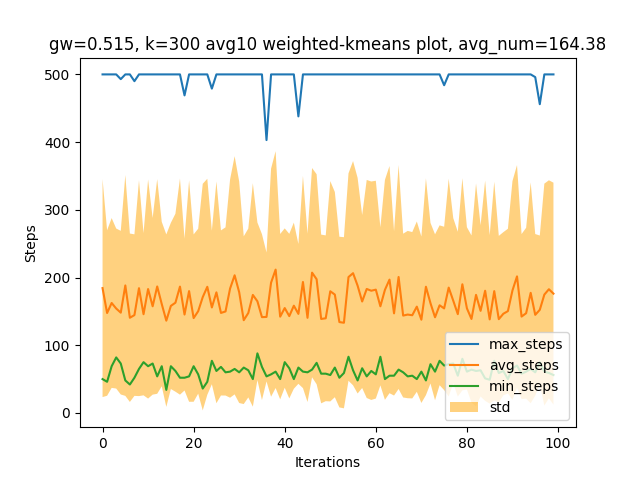 gw=0.515, k=300 avg10 weighted-kmeans plot, avg_num=164.38
500
400
300
200
100
0
Steps
0 20 40 60 80 100
Iterations
max_steps
avg_steps
min_steps
std